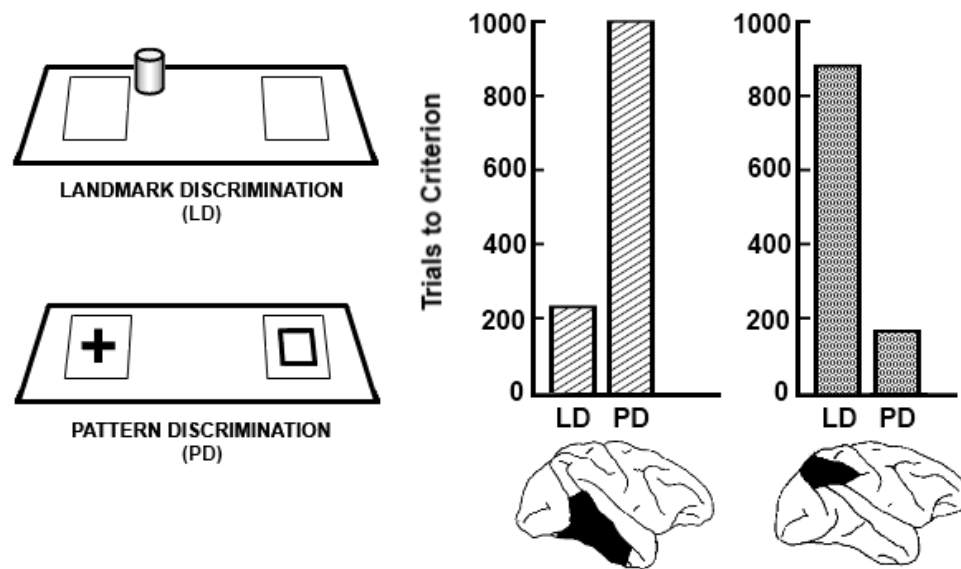 LANDMARK DISCRIMINATION
(LD)
PATTERN DISCRIMINATION
(PD)
Trials to Criterion
1000
800
600
400
200
0
LD PD
1000
800
600
400
200
0
LD PD